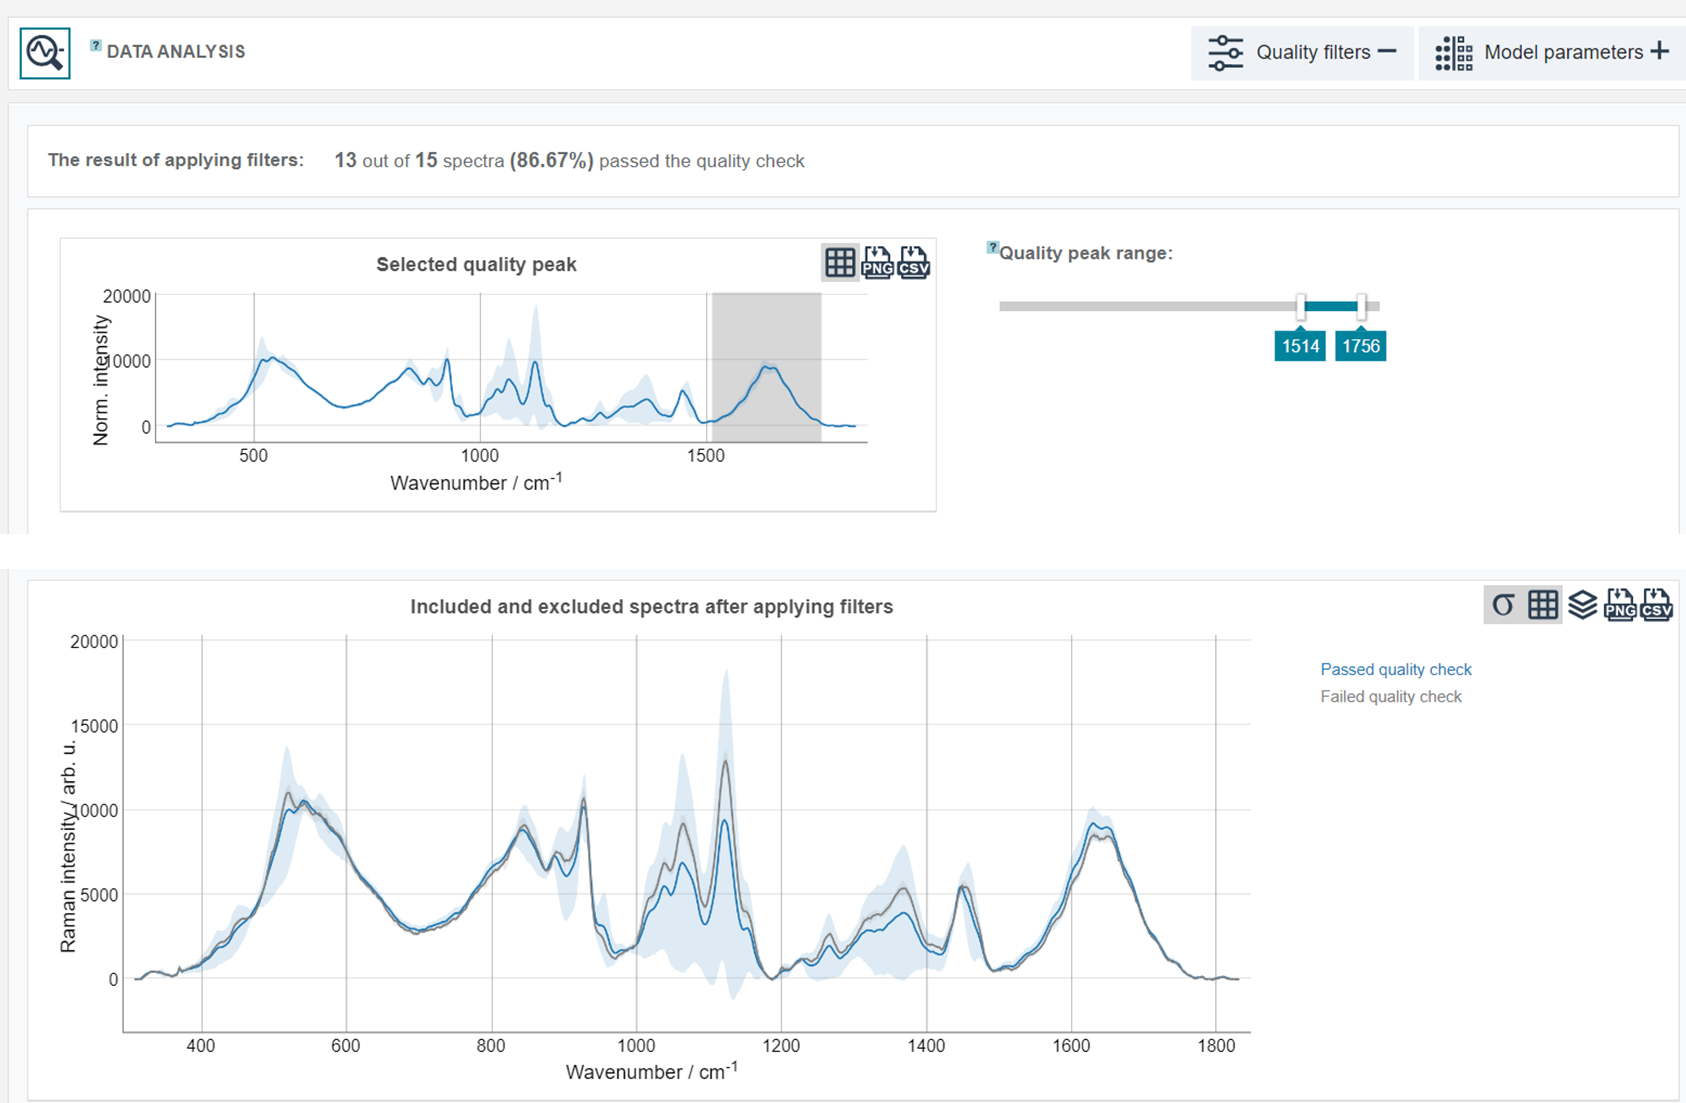 ? DATA ANALYSIS
Quality filters −
Model parameters +
The result of applying filters: 13 out of 15 spectra (86.67%) passed the quality check
Selected quality peak
PNG CSV
20000
10000
0
Norm. intensity
500 1000 1500
Wavenumber / cm-1
? Quality peak range:
1514 1756
Included and excluded spectra after applying filters
σ PNG CSV
20000
15000
10000
5000
0
Raman intensity / arb. u.
400 600 800 1000 1200 1400 1600 1800
Wavenumber / cm-1
Passed quality check
Failed quality check